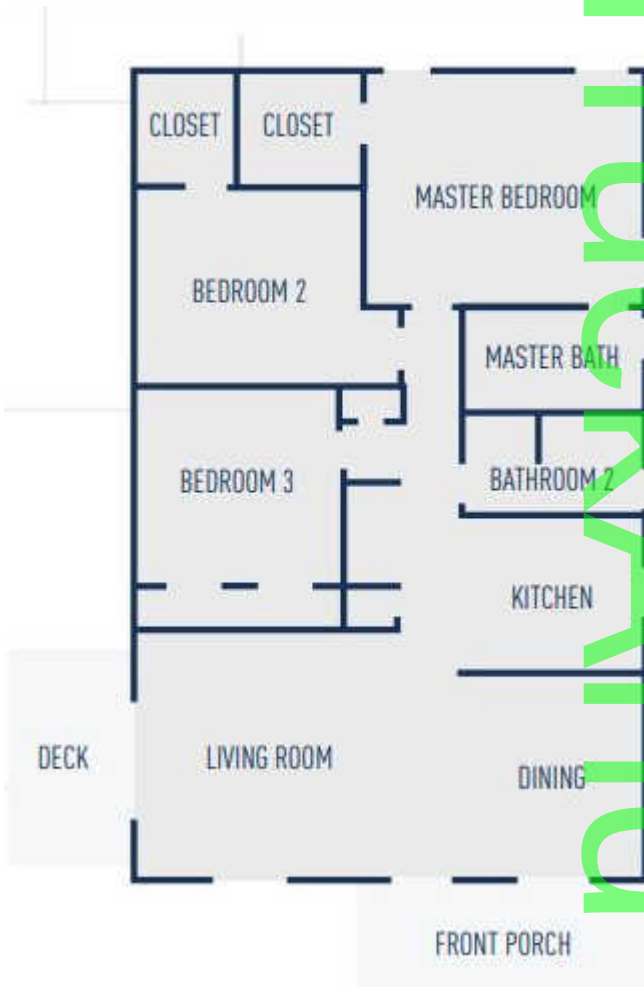 CLOSET
CLOSET
MASTER BEDROOM
BEDROOM 2
MASTER BATH
BEDROOM 3
BATHROOM 2
KITCHEN
DECK
LIVING ROOM
DINING
FRONT PORCH